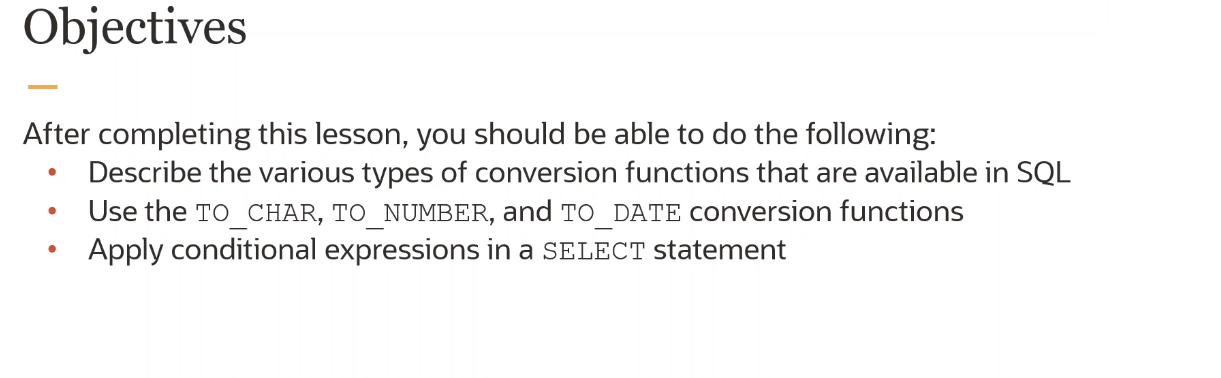 Objectives
After completing this lesson, you should be able to do the following:
• Describe the various types of conversion functions that are available in SQL
• Use the TO_CHAR, TO_NUMBER, and TO_DATE conversion functions
• Apply conditional expressions in a SELECT statement